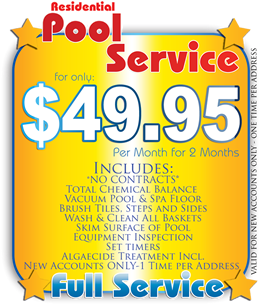 Residential
Pool
Service
for only:
$49.95
Per Month for 2 Months
INCLUDES:
*NO CONTRACTS*
TOTAL CHEMICAL BALANCE
VACUUM POOL & SPA FLOOR
BRUSH TILES, STEPS AND SIDES
WASH & CLEAN ALL BASKETS
SKIM SURFACE OF POOL
EQUIPMENT INSPECTION
SET TIMERS
ALGAECIDE TREATMENT INCL.
NEW ACCOUNTS ONLY-1 TIME PER ADDRESS
Full Service
VALID FOR NEW ACCOUNTS ONLY - ONE TIME PER ADDRESS